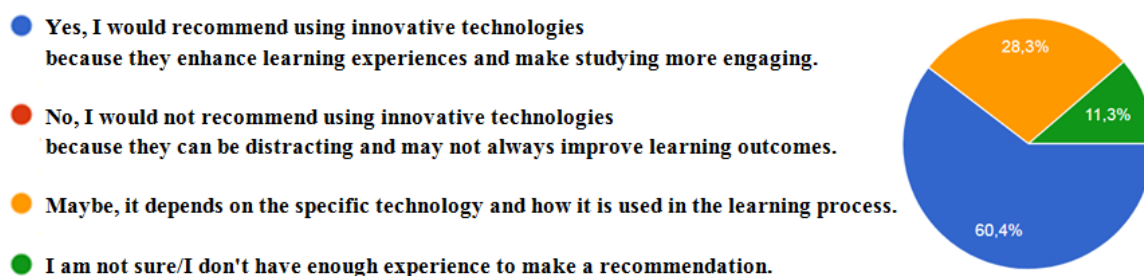 Yes, I would recommend using innovative technologies
because they enhance learning experiences and make studying more engaging.
No, I would not recommend using innovative technologies
because they can be distracting and may not always improve learning outcomes.
Maybe, it depends on the specific technology and how it is used in the learning process.
I am not sure/I don't have enough experience to make a recommendation.
28,3%
11,3%
60,4%